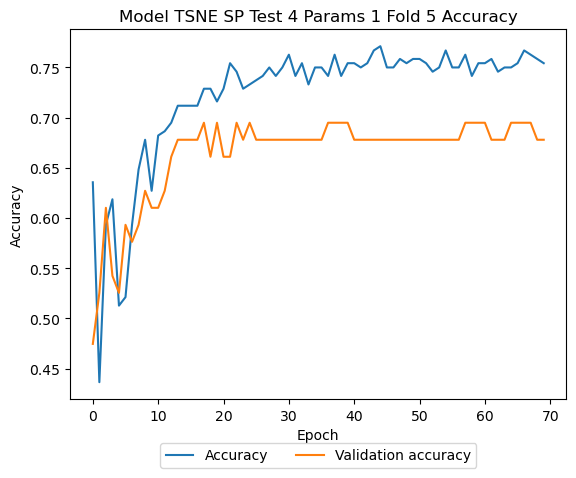 Model TSNE SP Test 4 Params 1 Fold 5 Accuracy
0.75
0.70
0.65
0.60
0.55
0.50
0.45
Accuracy
0 10 20 30 40 50 60 70
Epoch
Accuracy Validation accuracy